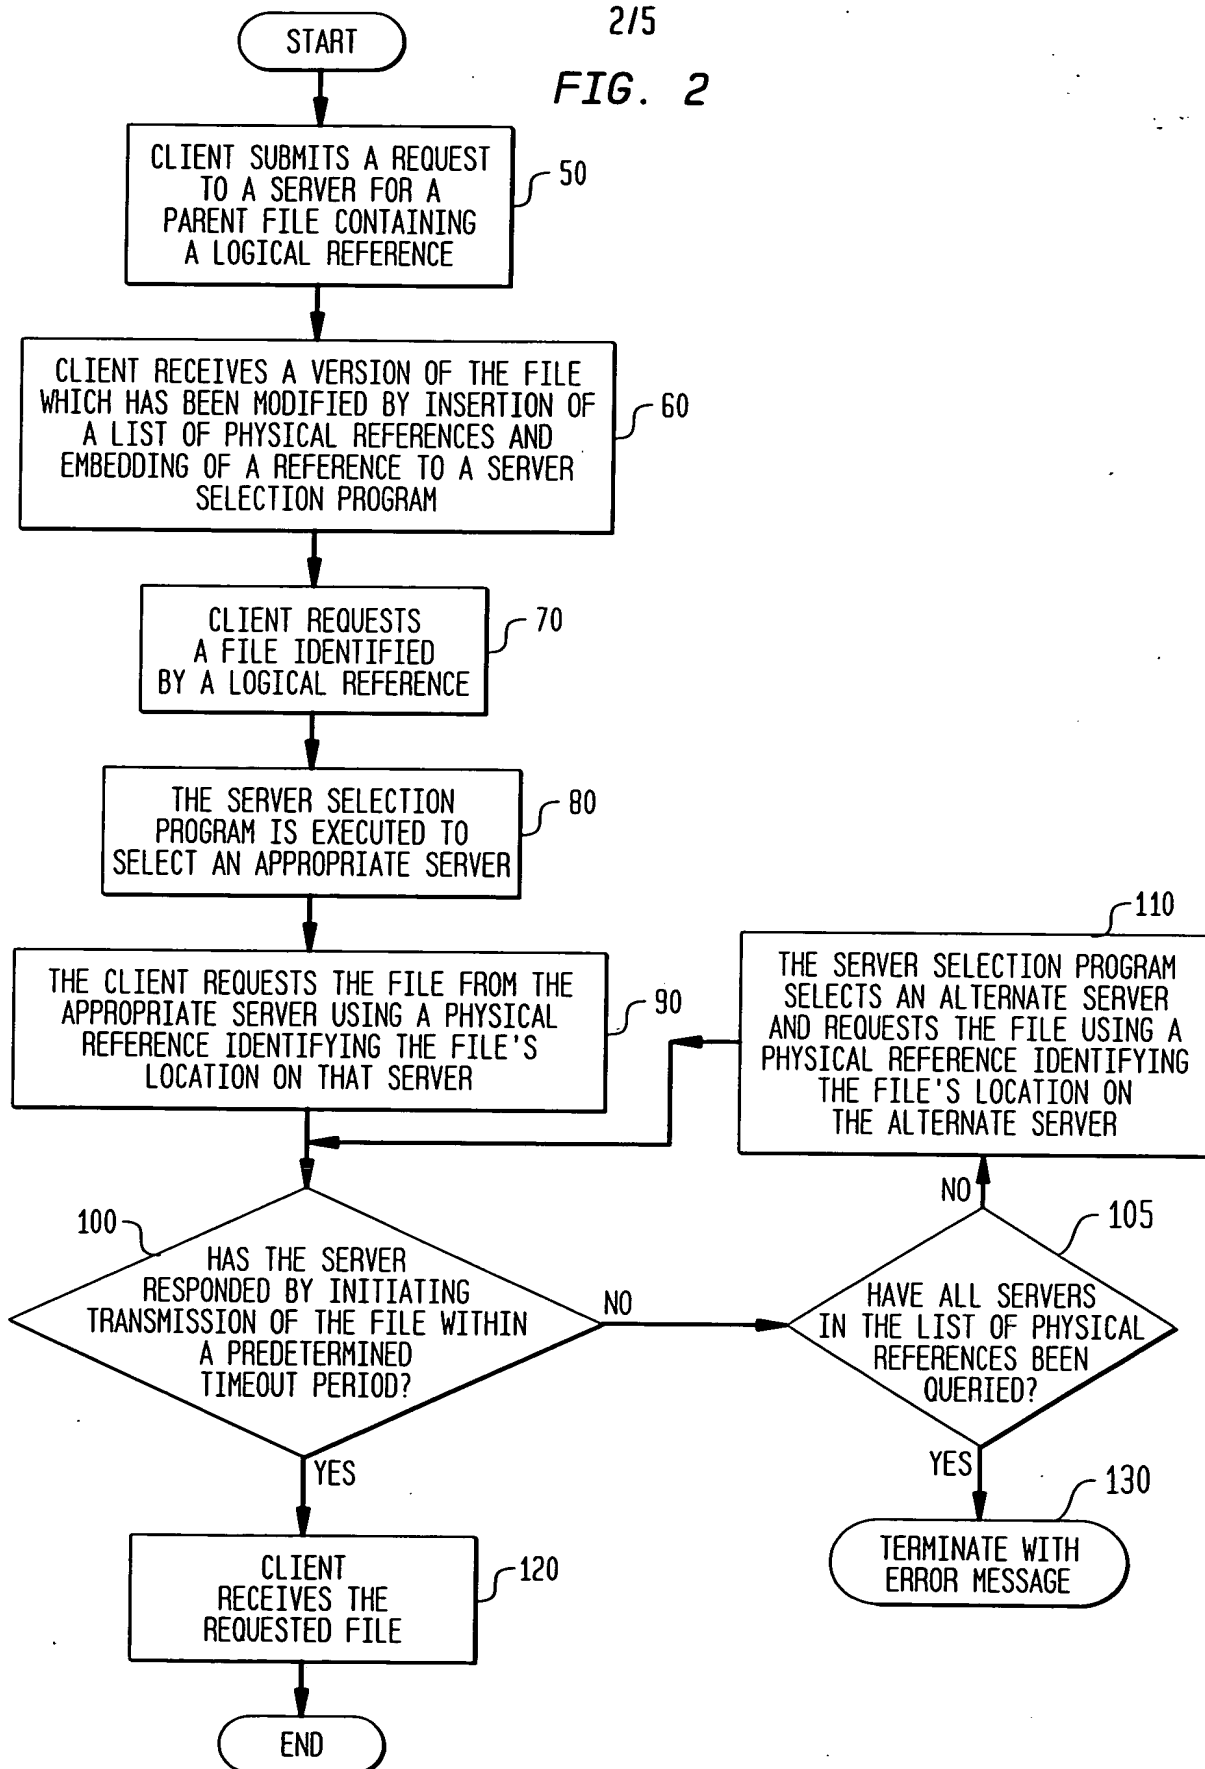 2/5
FIG. 2
START
CLIENT SUBMITS A REQUEST
TO A SERVER FOR A
PARENT FILE CONTAINING
A LOGICAL REFERENCE
50
CLIENT RECEIVES A VERSION OF THE FILE
WHICH HAS BEEN MODIFIED BY INSERTION OF
A LIST OF PHYSICAL REFERENCES AND
EMBEDDING OF A REFERENCE TO A SERVER
SELECTION PROGRAM
60
CLIENT REQUESTS
A FILE IDENTIFIED
BY A LOGICAL REFERENCE
70
THE SERVER SELECTION
PROGRAM IS EXECUTED TO
SELECT AN APPROPRIATE SERVER
80
THE CLIENT REQUESTS THE FILE FROM THE
APPROPRIATE SERVER USING A PHYSICAL
REFERENCE IDENTIFYING THE FILE'S
LOCATION ON THAT SERVER
90
110
THE SERVER SELECTION PROGRAM
SELECTS AN ALTERNATE SERVER
AND REQUESTS THE FILE USING A
PHYSICAL REFERENCE IDENTIFYING
THE FILE'S LOCATION ON
THE ALTERNATE SERVER
100
HAS THE SERVER
RESPONDED BY INITIATING
TRANSMISSION OF THE FILE WITHIN
A PREDETERMINED
TIMEOUT PERIOD?
NO
NO
105
HAVE ALL SERVERS
IN THE LIST OF PHYSICAL
REFERENCES BEEN
QUERIED?
YES
YES
130
TERMINATE WITH
ERROR MESSAGE
CLIENT
RECEIVES THE
REQUESTED FILE
120
END